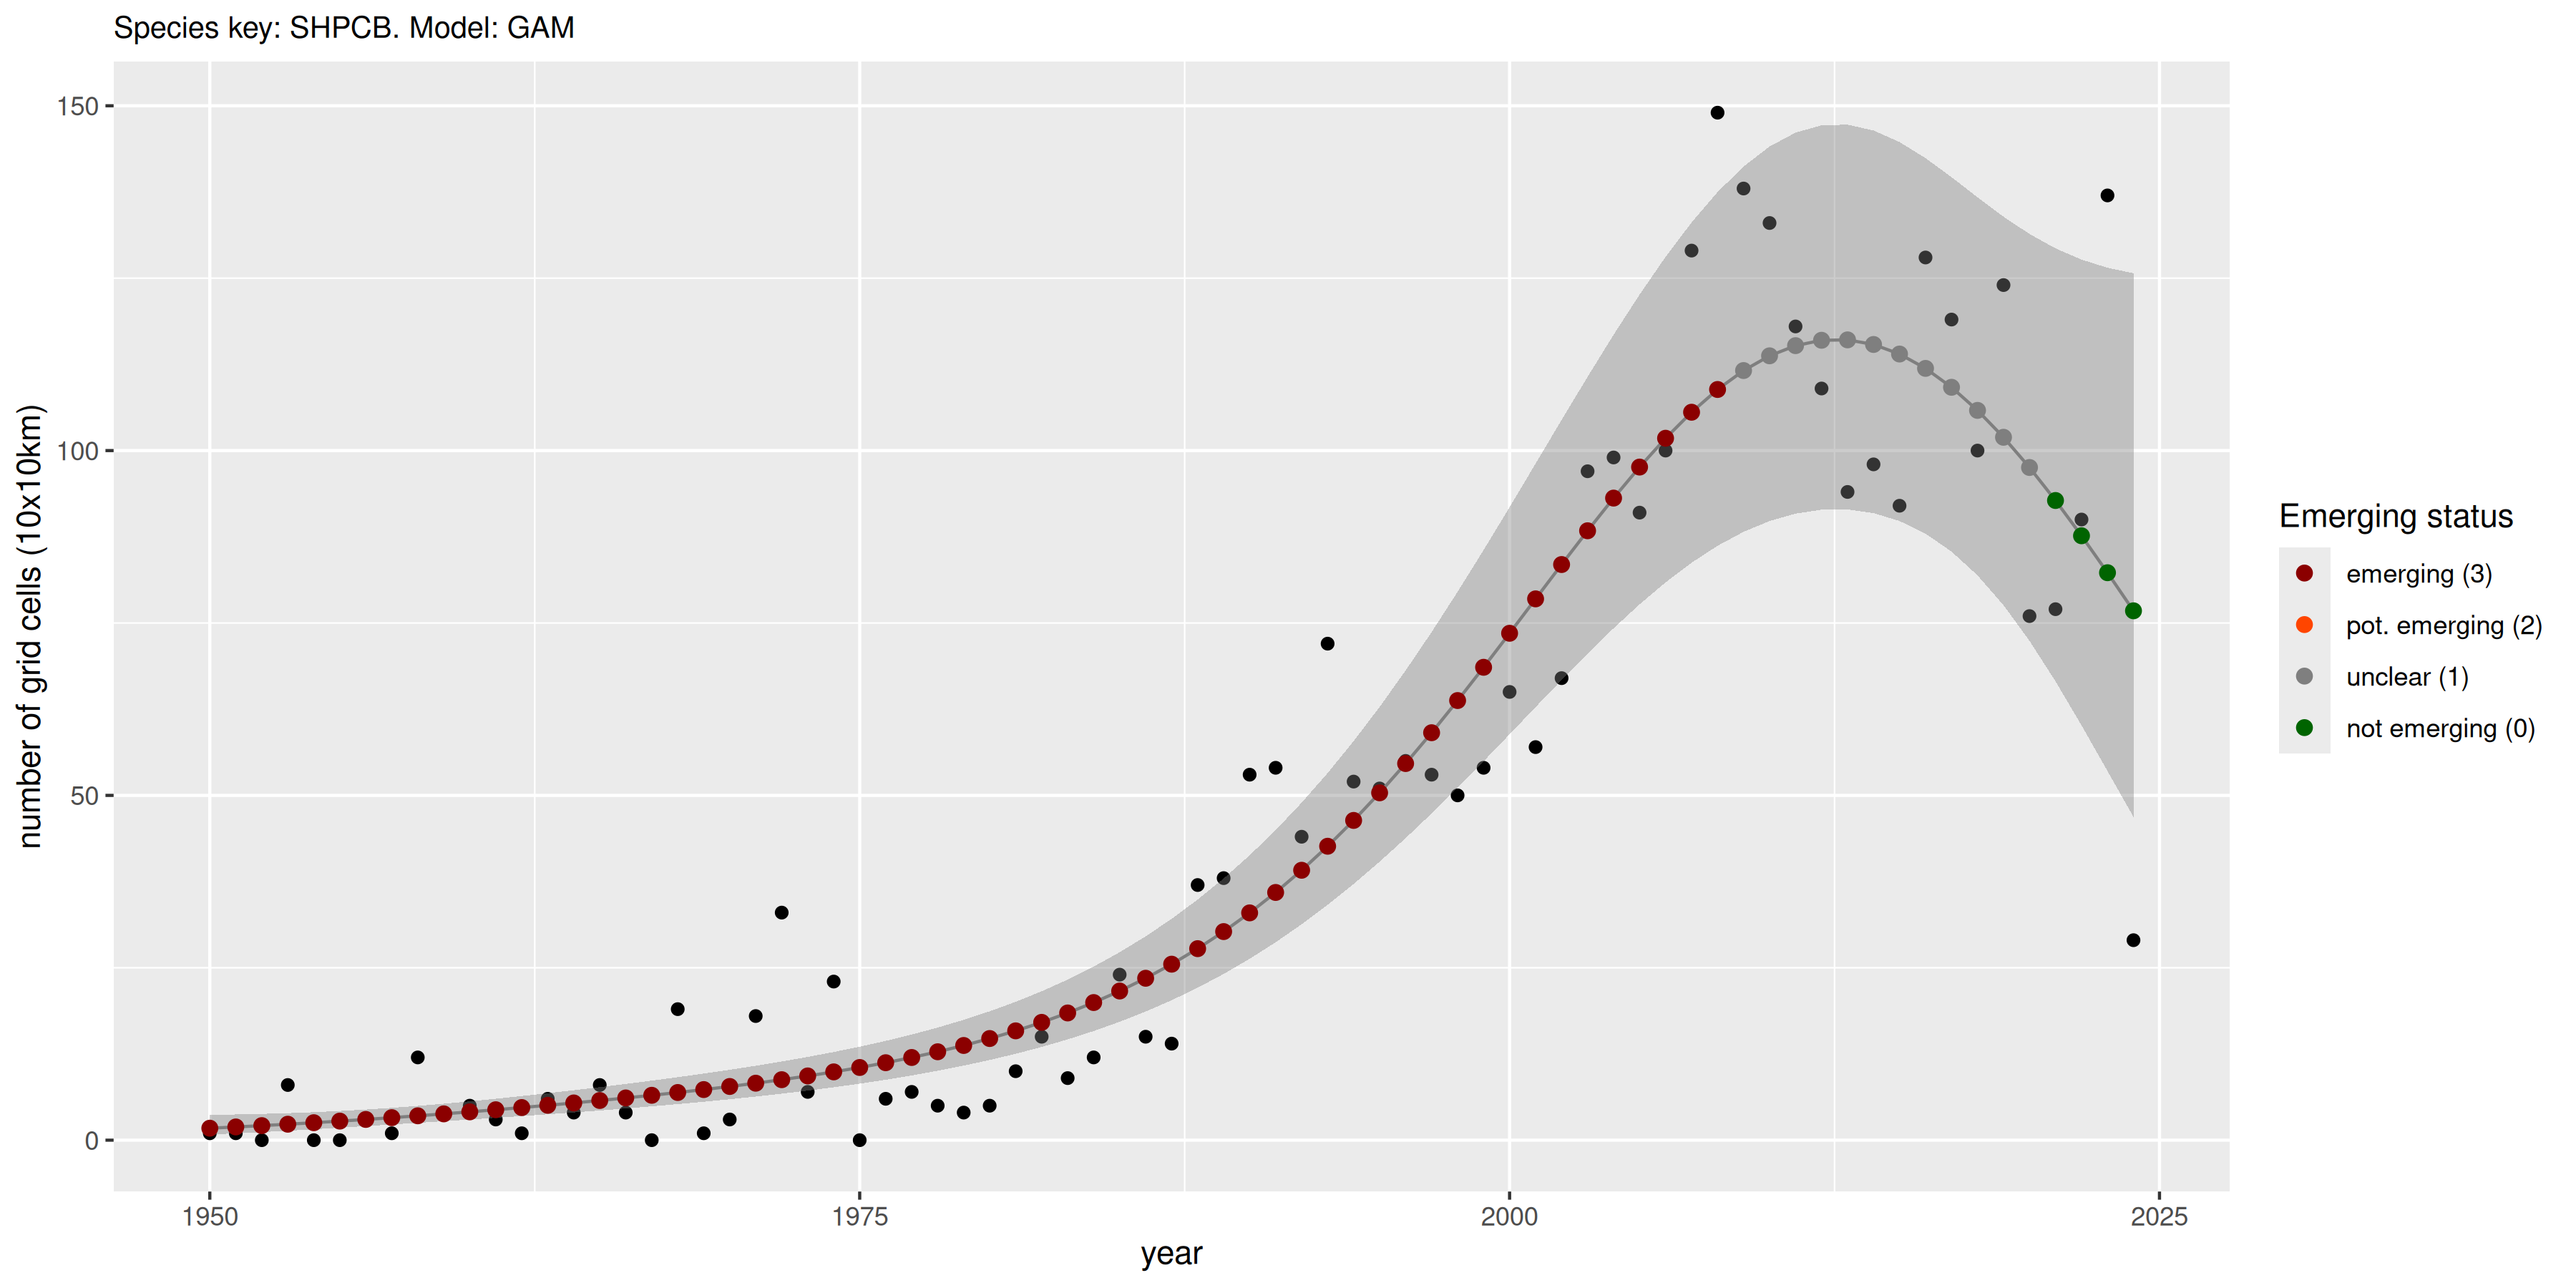 Species key: SHPCB. Model: GAM
number of grid cells (10x10km)
150
100
50
0
1950
1975
2000
2025
year
Emerging status
emerging (3)
pot. emerging (2)
unclear (1)
not emerging (0)